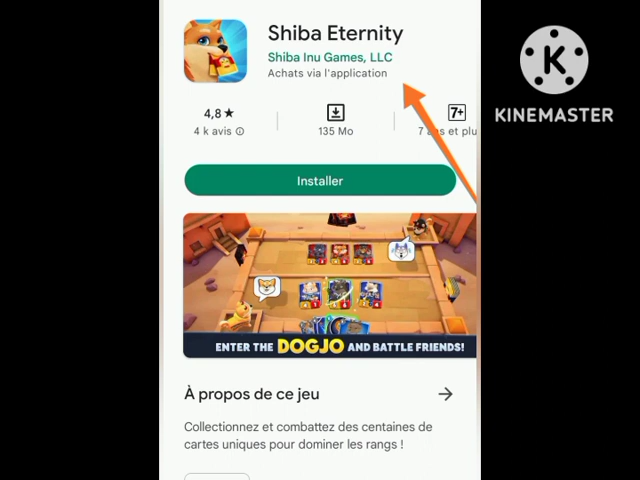 Shiba Eternity
Shiba Inu Games, LLC
Achats via l'application
K
KINEMASTER
4,8★
4 k avis
135 Mo
7+
7 ans et plu
Installer
ENTER THE DOGJO AND BATTLE FRIENDS!
À propos de ce jeu
Collectionnez et combattez des centaines de
cartes uniques pour dominer les rangs !